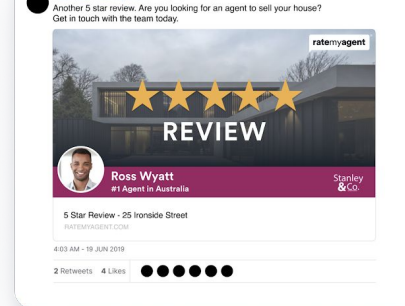 Another 5 star review. Are you looking for an agent to sell your house?
Get in touch with the team today.
ratemyagent
REVIEW
Ross Wyatt
#1 Agent in Australia
Stanley
&Co.
5 Star Review - 25 Ironside Street
RATEMYAGENT.COM
4:03 AM - 19 JUN 2019
2 Retweets 4 Likes